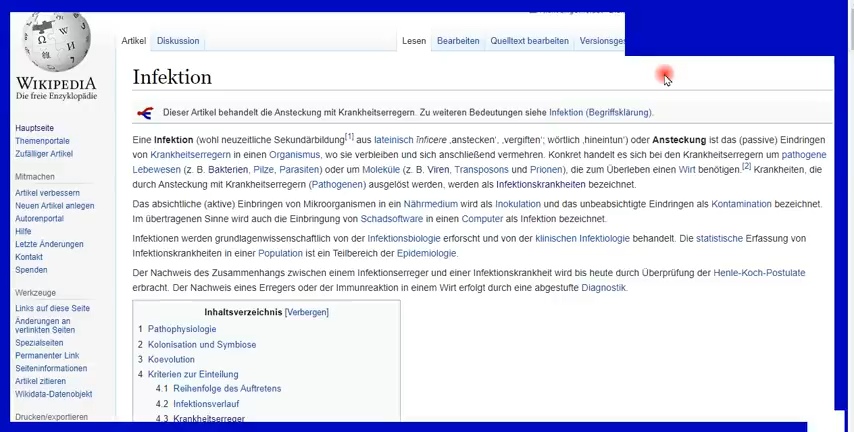 WIKIPEDIA
Die freie Enzyklopädie
Hauptseite
Themenportale
Zufälliger Artikel
Mitmachen
Artikel verbessern
Neuen Artikel anlegen
Autorenportal
Hilfe
Letzte Änderungen
Kontakt
Spenden
Werkzeuge
Links auf diese Seite
Änderungen an
verlinkten Seiten
Spezialseiten
Permanenter Link
Seiteninformationen
Artikel zitieren
Wikidata-Datenobjekt
Drucken/exportieren
Artikel Diskussion Lesen Bearbeiten Quelltext bearbeiten Versionsges
Infektion
Dieser Artikel behandelt die Ansteckung mit Krankheitserregern. Zu weiteren Bedeutungen siehe Infektion (Begriffsklärung).
Eine Infektion (wohl neuzeitliche Sekundärbildung[1] aus lateinisch īnficere ‚anstecken‘, ‚vergiften‘; wörtlich ‚hineintun‘) oder Ansteckung ist das (passive) Eindringen
von Krankheitserregern in einen Organismus, wo sie verbleiben und sich anschließend vermehren. Konkret handelt es sich bei den Krankheitserregern um pathogene
Lebewesen (z. B. Bakterien, Pilze, Parasiten) oder um Moleküle (z. B. Viren, Transposons und Prionen), die zum Überleben einen Wirt benötigen.[2] Krankheiten, die
durch Ansteckung mit Krankheitserregern (Pathogenen) ausgelöst werden, werden als Infektionskrankheiten bezeichnet.
Das absichtliche (aktive) Einbringen von Mikroorganismen in ein Nährmedium wird als Inokulation und das unbeabsichtigte Eindringen als Kontamination bezeichnet.
Im übertragenen Sinne wird auch die Einbringung von Schadsoftware in einen Computer als Infektion bezeichnet.
Infektionen werden grundlagenwissenschaftlich von der Infektionsbiologie erforscht und von der klinischen Infektiologie behandelt. Die statistische Erfassung von
Infektionskrankheiten in einer Population ist ein Teilbereich der Epidemiologie.
Der Nachweis des Zusammenhangs zwischen einem Infektionserreger und einer Infektionskrankheit wird bis heute durch Überprüfung der Henle-Koch-Postulate
erbracht. Der Nachweis eines Erregers oder der Immunreaktion in einem Wirt erfolgt durch eine abgestufte Diagnostik.
Inhaltsverzeichnis [Verbergen]
1 Pathophysiologie
2 Kolonisation und Symbiose
3 Koevolution
4 Kriterien zur Einteilung
4.1 Reihenfolge des Auftretens
4.2 Infektionsverlauf
4.3 Krankheitserreger